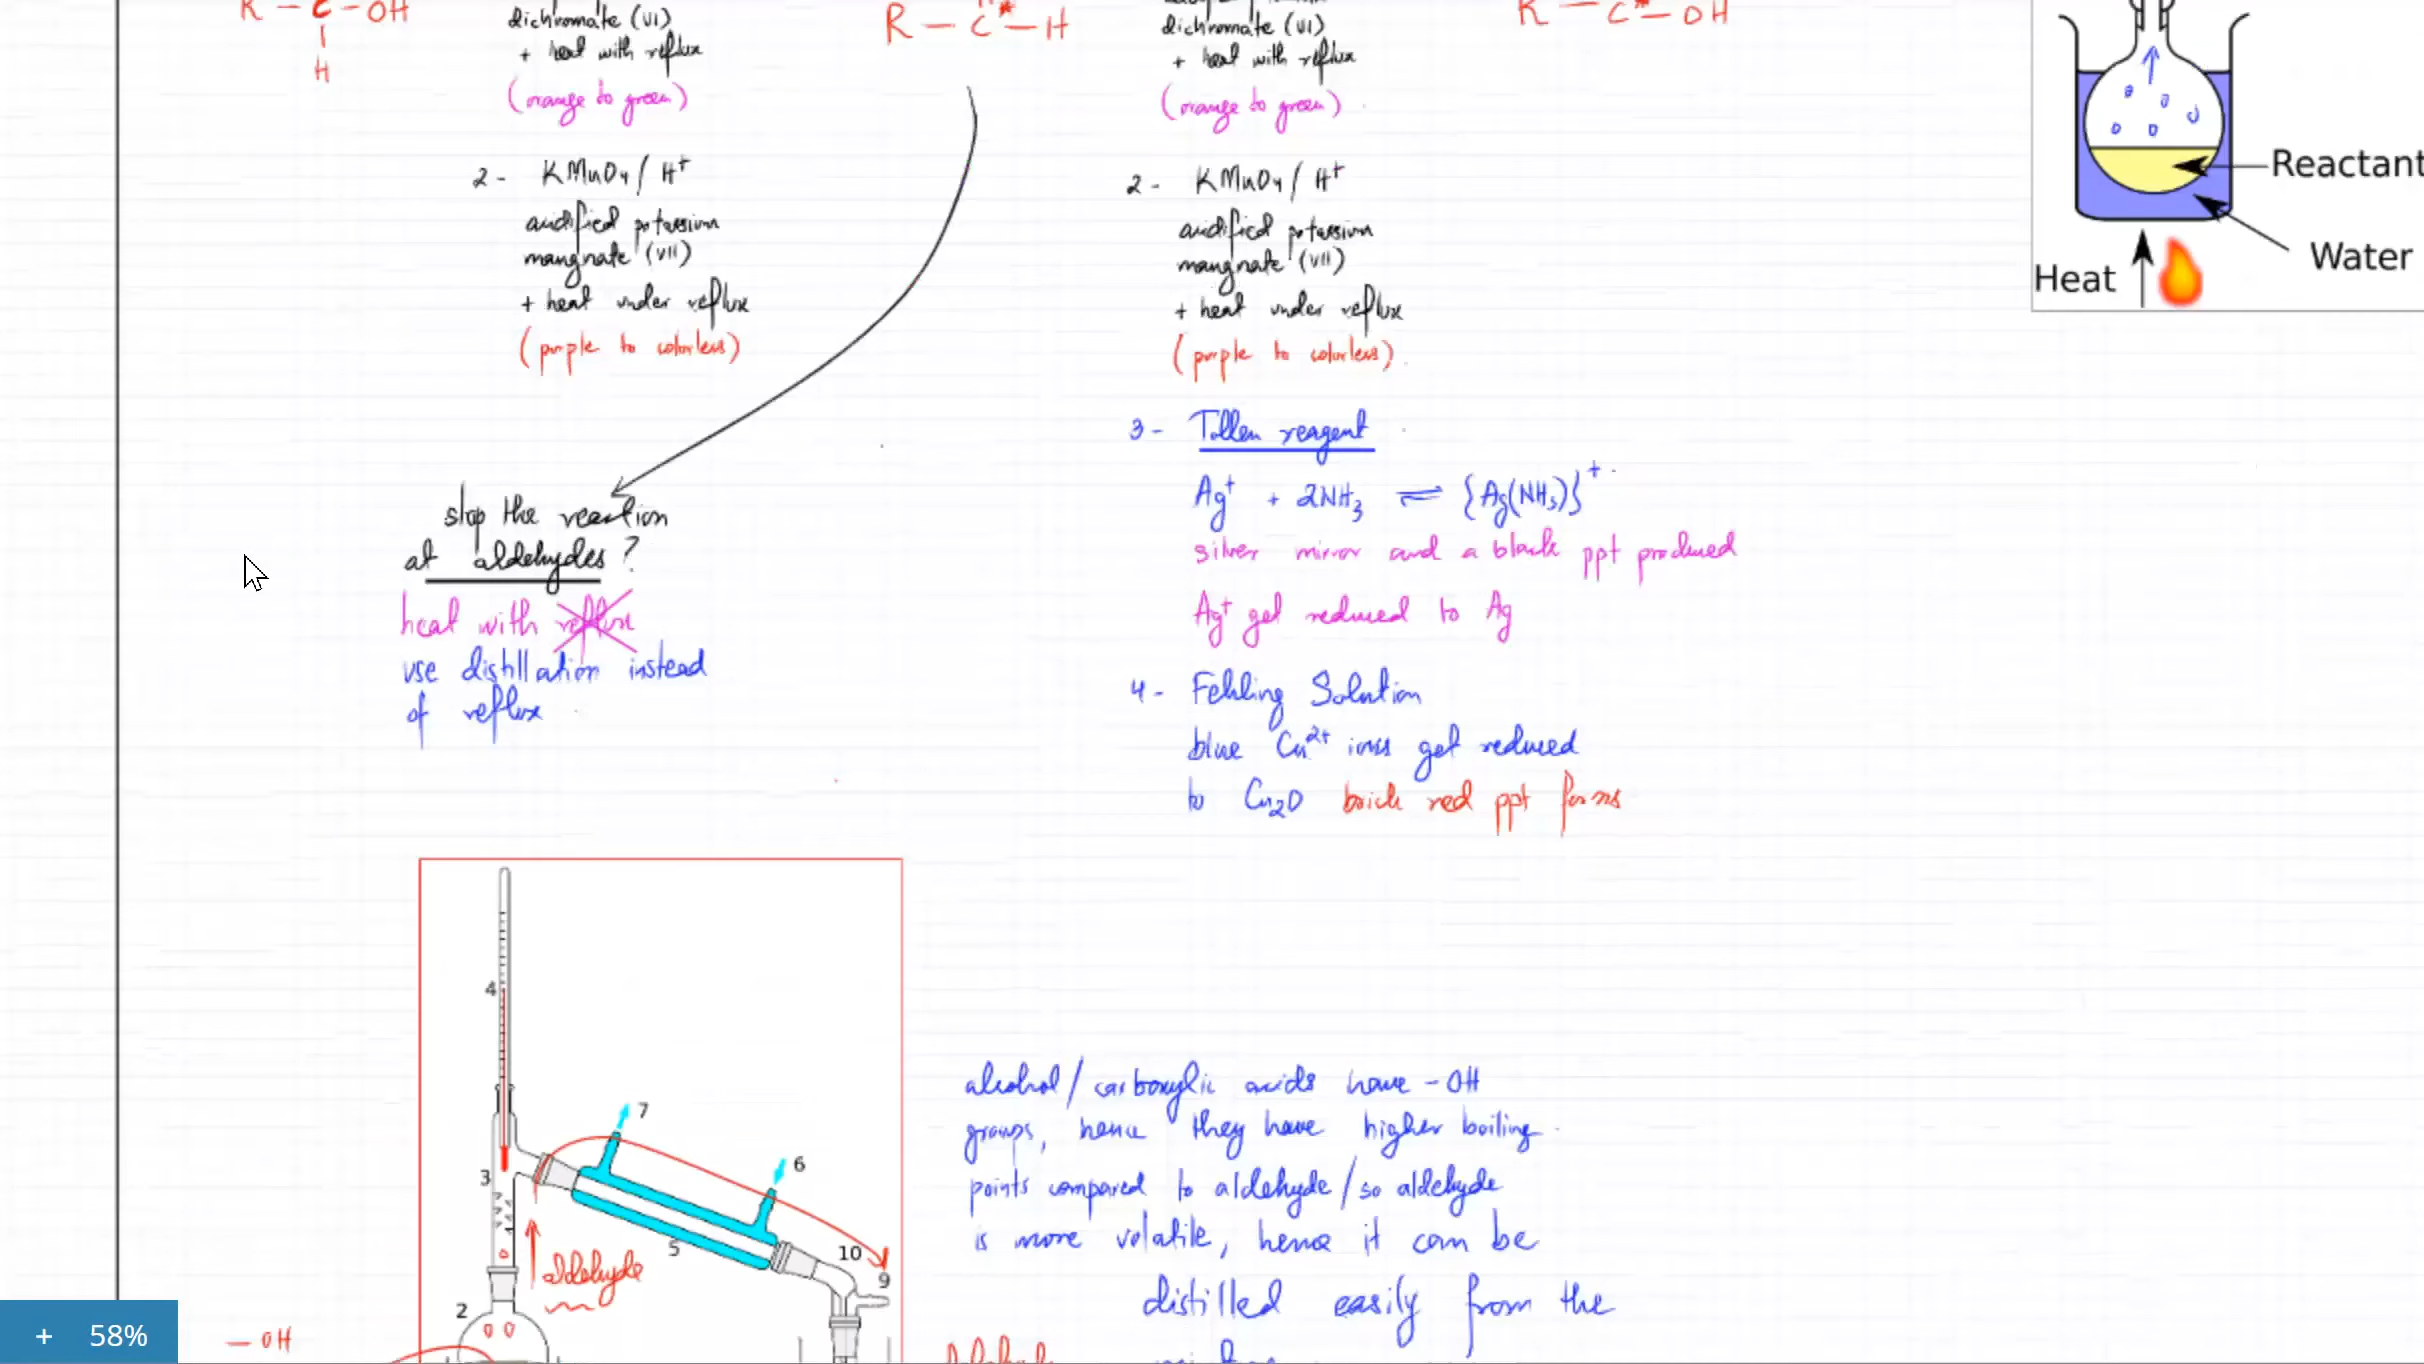 R — C — OH
H
dichromate (VI)
+ heat with reflux
(orange to green)
2 - KMnO4 / H+
acidified potassium
mangnate (VII)
+ heat under reflux
(purple to colorless)
R — C* — H
dichromate (VI)
+ heat with reflux
(orange to green)
2 - KMnO4 / H+
acidified potassium
mangnate (VII)
+ heat under reflux
(purple to colorless)
R — C* — OH
Reactant
Water
Heat
stop the reaction
at aldehydes ?
heat with reflux
use distillation instead
of reflux
3 - Tollen reagent
Ag+ + 2NH3 ⇌ {Ag(NH3)}+
silver mirror and a black ppt produced
Ag+ get reduced to Ag
4 - Fehling Solution
blue Cu2+ ions get reduced
to Cu2O brick red ppt forms
4
7
6
3
5
10
9
aldehyde
2
alcohol / carboxylic acids have -OH
groups, hence they have higher boiling
points compared to aldehyde / so aldehyde
is more volatile, hence it can be
distilled easily from the
— OH
+ 58%